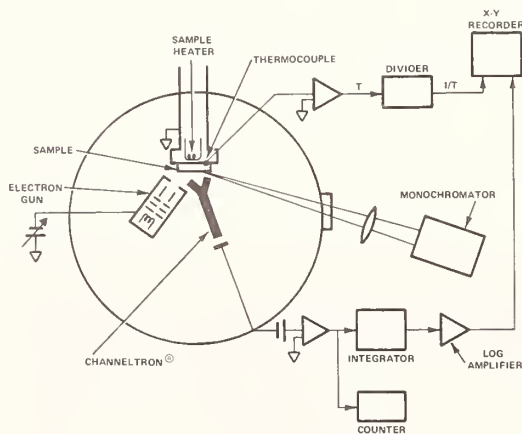 X-Y
RECORDER
SAMPLE
HEATER
THERMOCOUPLE
DIVIOER
T
1/T
SAMPLE
ELECTRON
GUN
MONOCHROMATOR
CHANNELTRON®
INTEGRATOR
LOG
AMPLIFIER
COUNTER